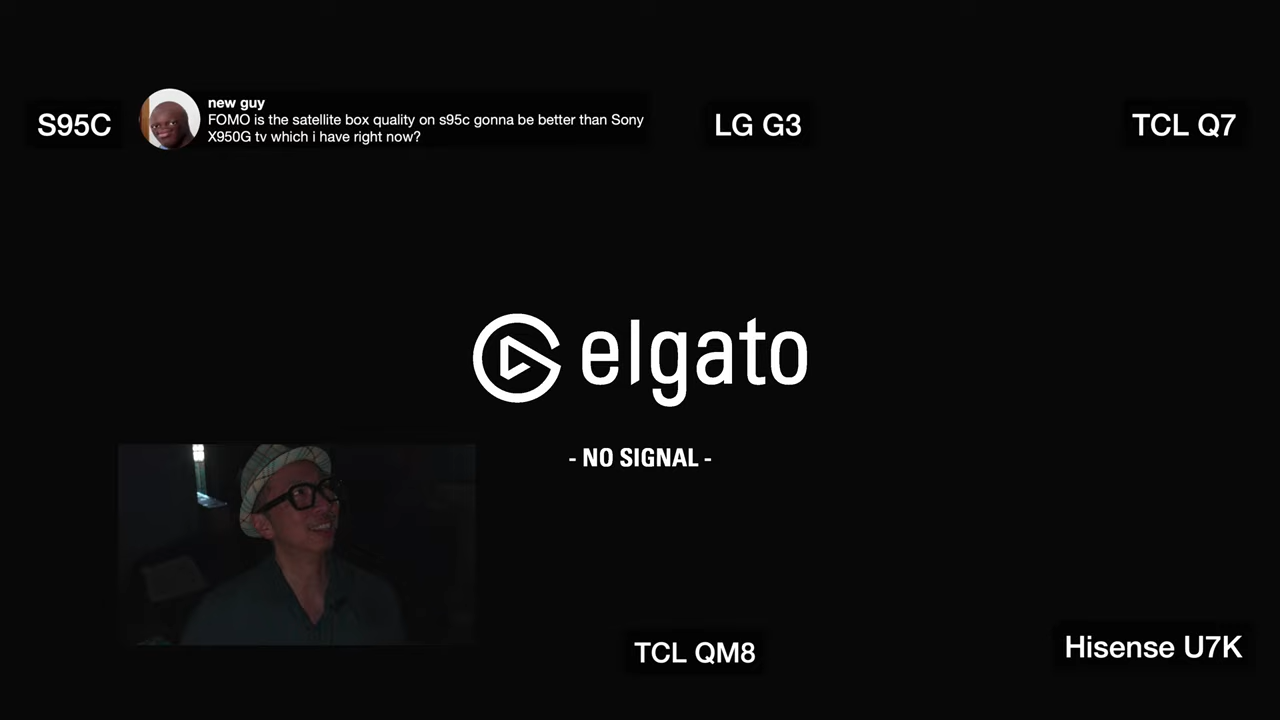 S95C
new guy
FOMO is the satellite box quality on s95c gonna be better than Sony
X950G tv which i have right now?
LG G3
TCL Q7
elgato
- NO SIGNAL -
TCL QM8
Hisense U7K